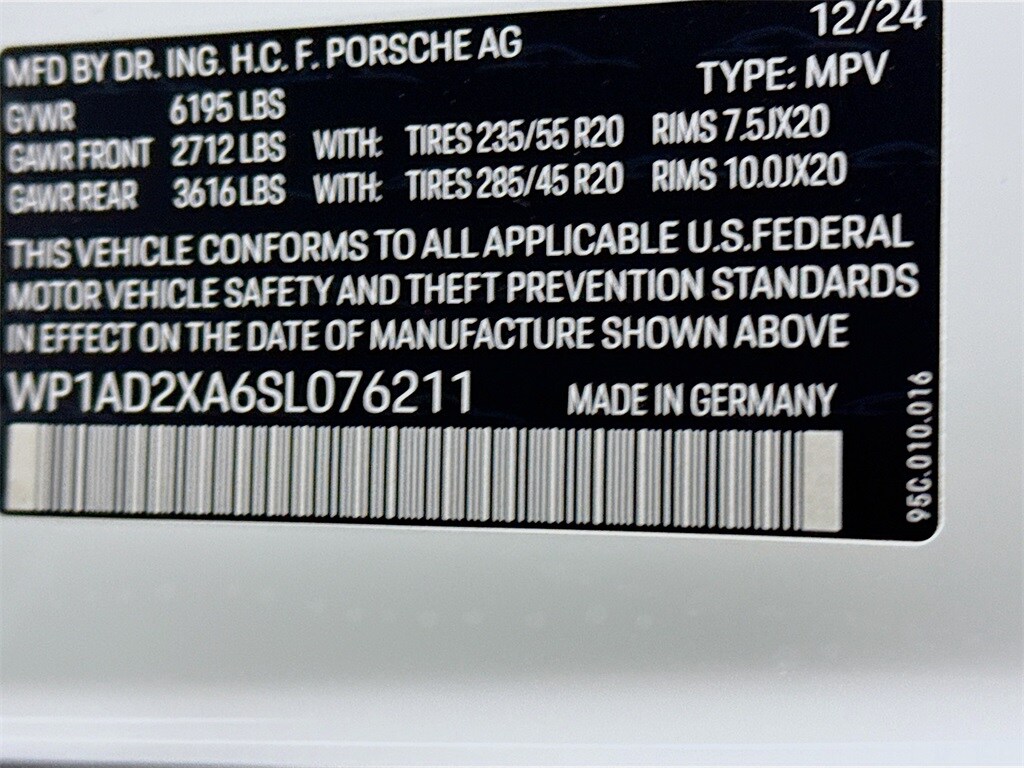 12/24
MFD BY DR. ING. H.C. F. PORSCHE AG
TYPE: MPV
GVWR 6195 LBS
GAWR FRONT 2712 LBS WITH: TIRES 235/55 R20 RIMS 7.5JX20
GAWR REAR 3616 LBS WITH: TIRES 285/45 R20 RIMS 10.0JX20
THIS VEHICLE CONFORMS TO ALL APPLICABLE U.S.FEDERAL
MOTOR VEHICLE SAFETY AND THEFT PREVENTION STANDARDS
IN EFFECT ON THE DATE OF MANUFACTURE SHOWN ABOVE
WP1AD2XA6SL076211 MADE IN GERMANY
95C.010.016